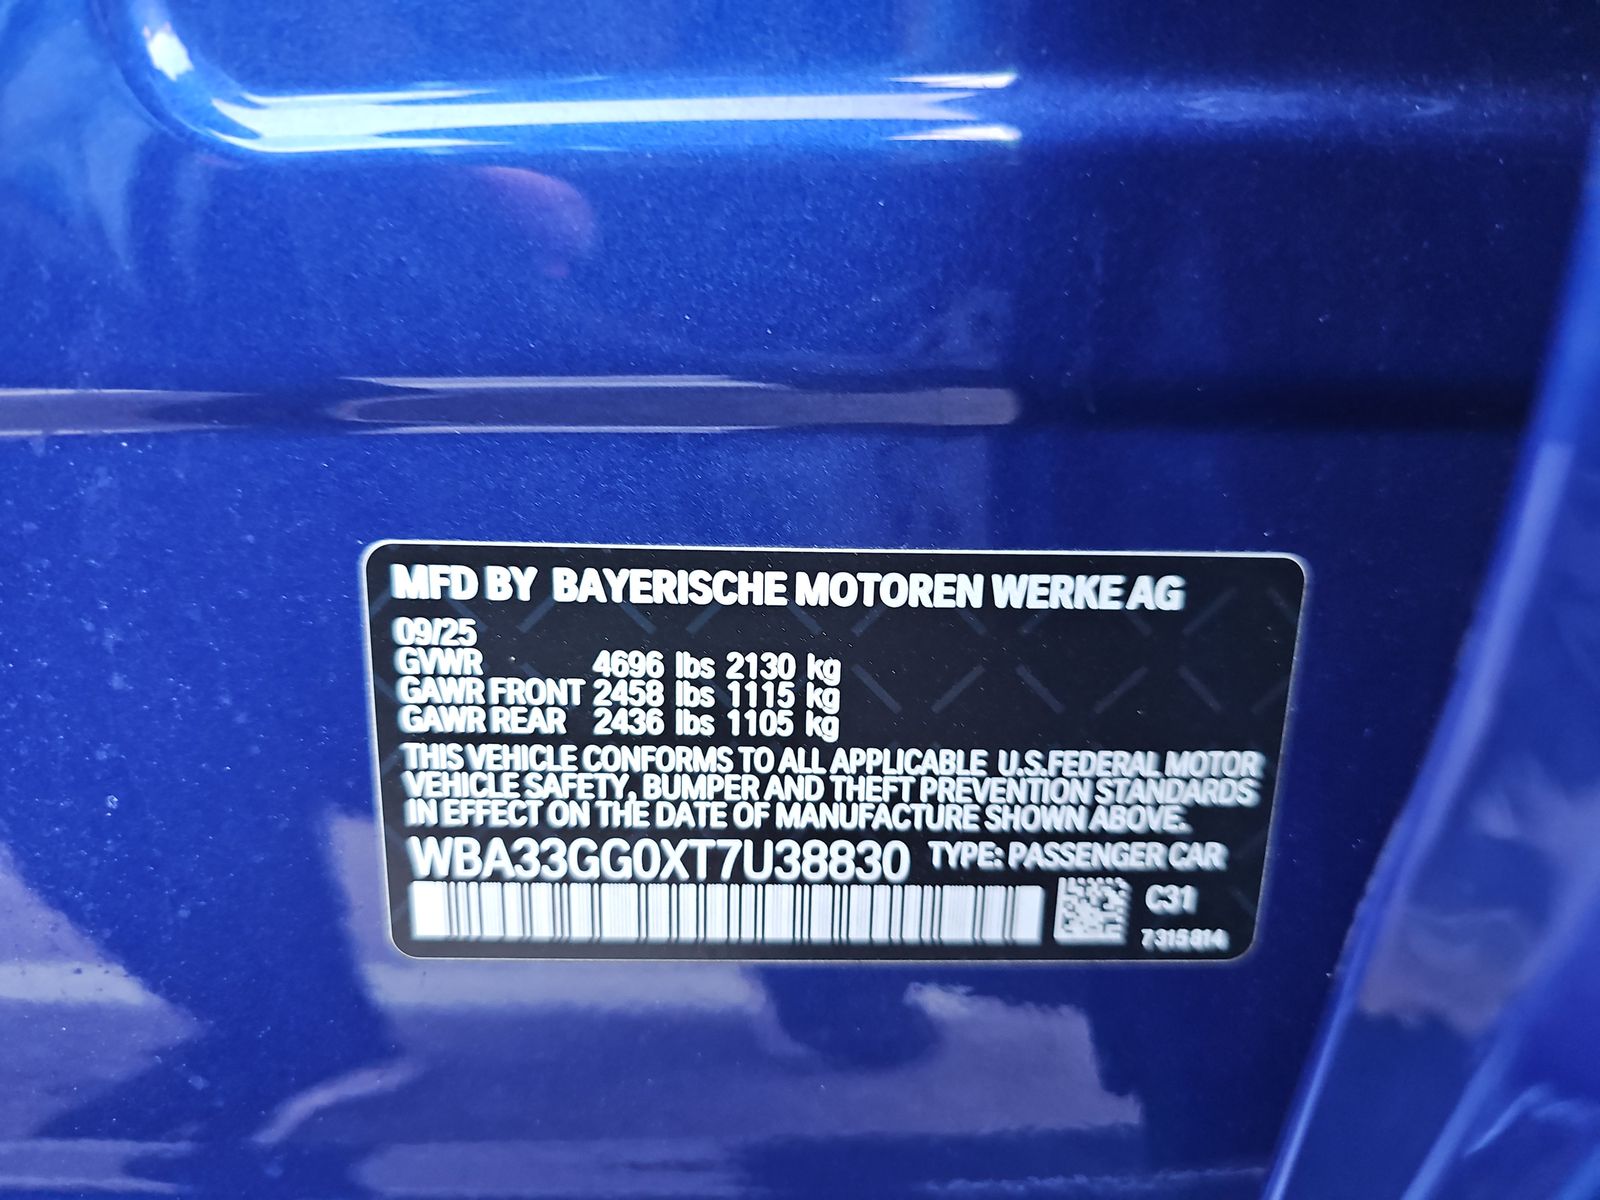 MFD BY BAYERISCHE MOTOREN WERKE AG
09/25
GVWR 4696 lbs 2130 kg
GAWR FRONT 2458 lbs 1115 kg
GAWR REAR 2436 lbs 1105 kg
THIS VEHICLE CONFORMS TO ALL APPLICABLE U.S.FEDERAL MOTOR
VEHICLE SAFETY, BUMPER AND THEFT PREVENTION STANDARDS
IN EFFECT ON THE DATE OF MANUFACTURE SHOWN ABOVE.
WBA33GG0XT7U38830 TYPE: PASSENGER CAR
C31
7315814